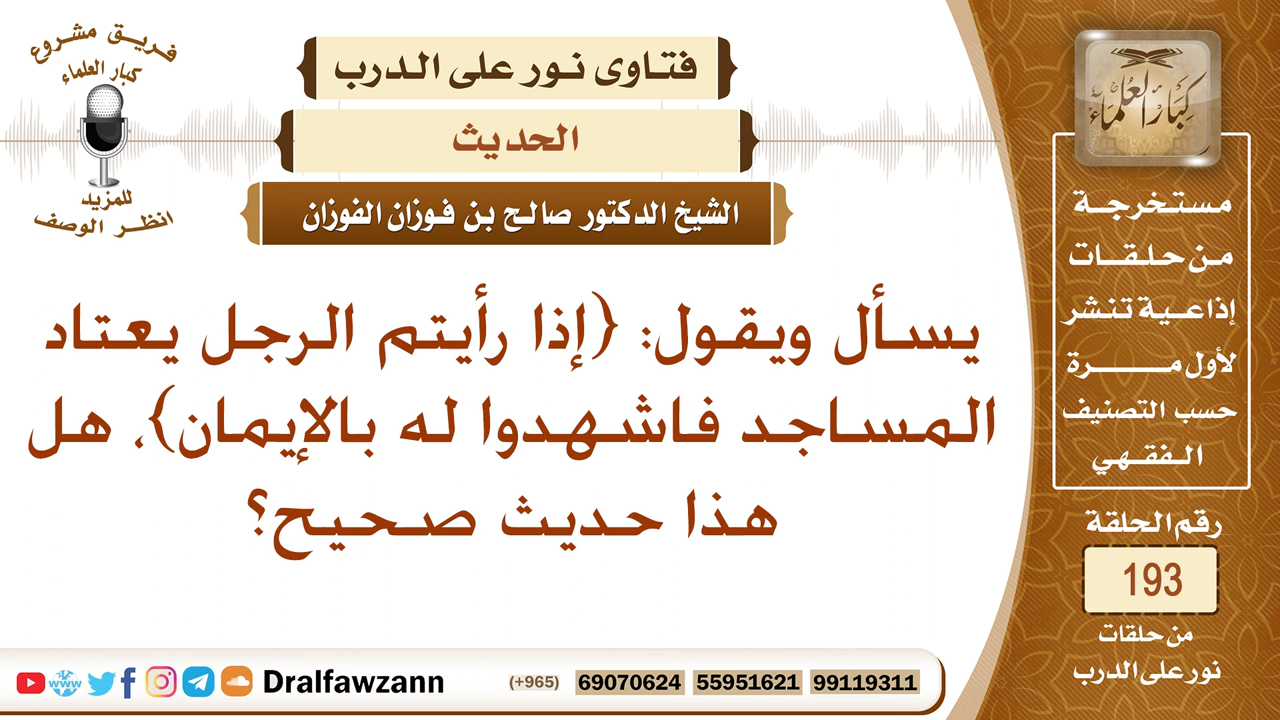 فريق مشروع
كبار العلماء
للمزيد
انظر الوصف
فتاوى نور على الدرب
الحديث
الشيخ الدكتور صالح بن فوزان الفوزان
يسأل ويقول: {إذا رأيتم الرجل يعتاد
المساجد فاشهدوا له بالإيمان}، هل
هذا حديث صحيح؟
كبار العلماء
مستخرجة
من حلقات
إذاعية تنشر
لأول مرة
حسب التصنيف
الفقهي
رقم الحلقة
193
من حلقات
نور على الدرب
www Dralfawzann (+965) 69070624 55951621 99119311